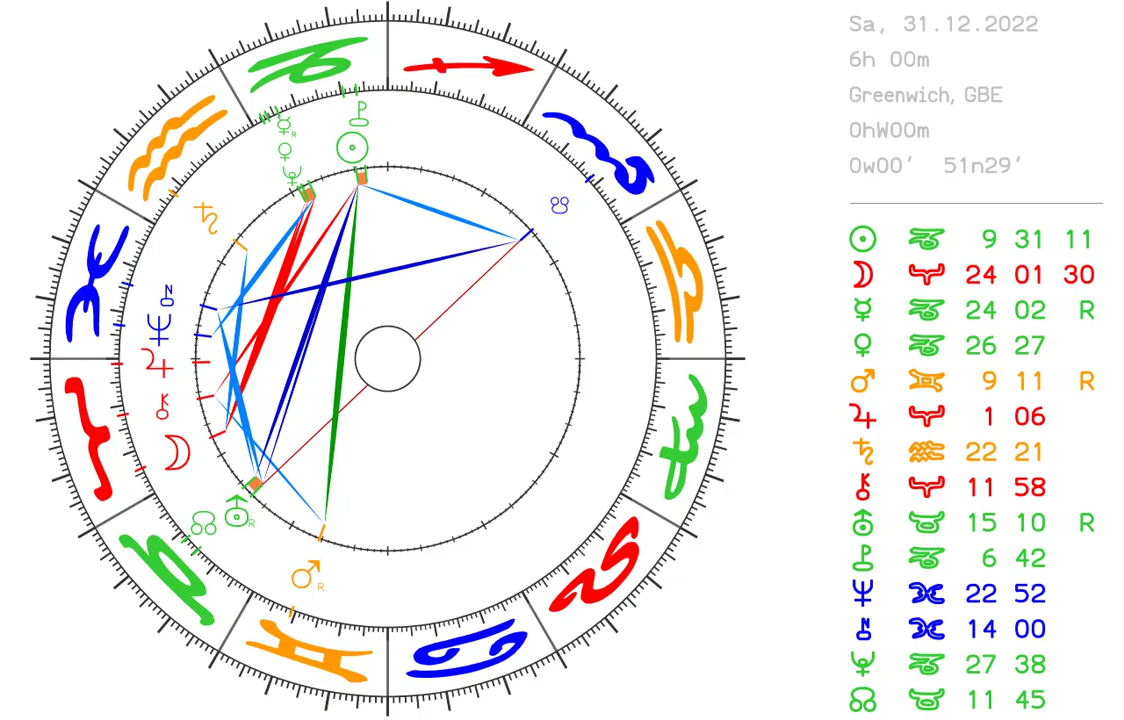 Sa, 31.12.2022
6h 00m
Greenwich, GBE
0hW00m
0w00' 51n29'
☉ ♑ 9 31 11
☽ ♈ 24 01 30
☿ ♑ 24 02 R
♀ ♑ 26 27
♂ ♊ 9 11 R
♃ ♈ 1 06
♄ ♒ 22 21
⚷ ♈ 11 58
⛢ ♉ 15 10 R
♑ 6 42
♆ ♓ 22 52
N ♓ 14 00
♇ ♑ 27 38
☊ ♉ 11 45
R
N
R
R